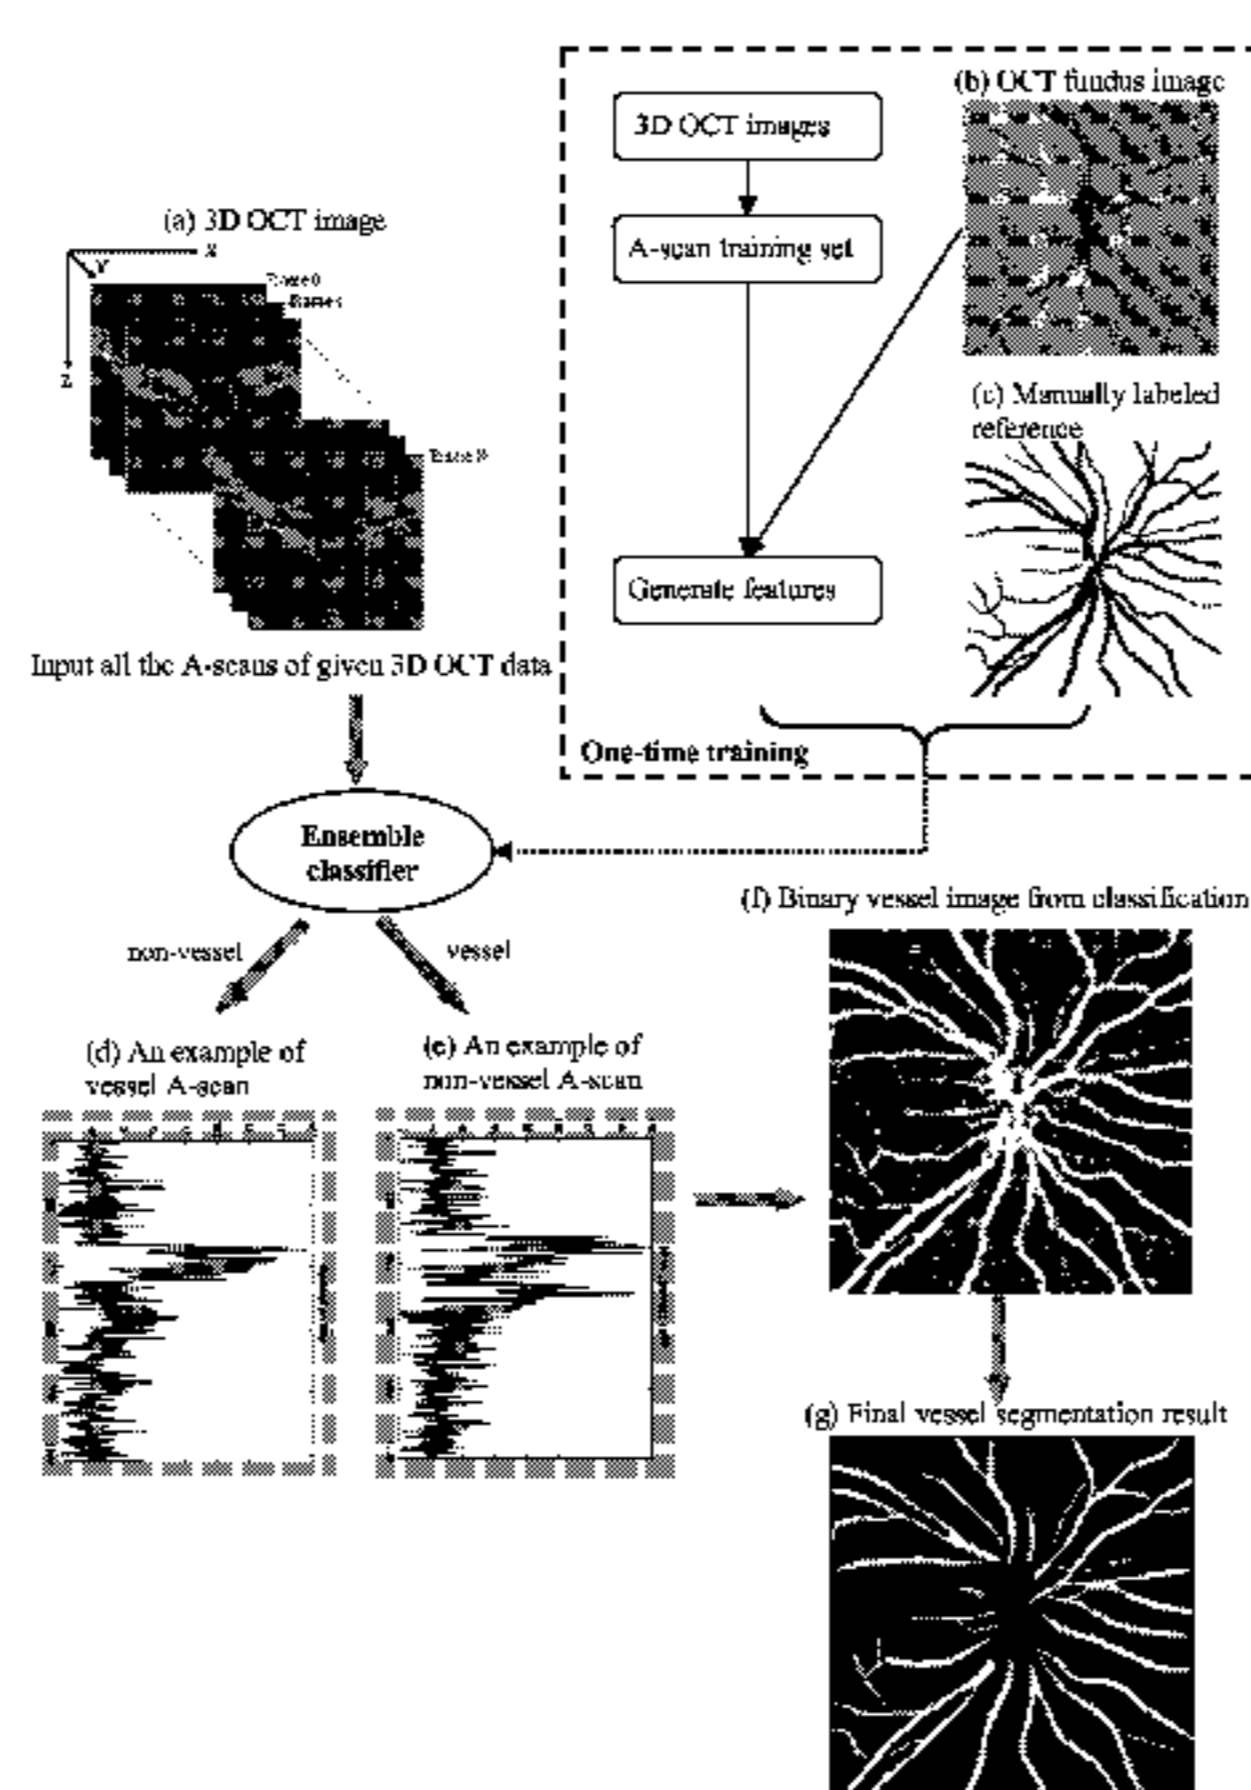 (b) OCT fundus image
3D OCT images
(a) 3D OCT image
X
Y
Z
A-scan training set
(c) Manually labeled
reference
Generate features
Input all the A-scans of given 3D OCT data
One-time training
Ensemble
classifier
(f) Binary vessel image from classification
non-vessel
vessel
(d) An example of
vessel A-scan
(e) An example of
non-vessel A-scan
(g) Final vessel segmentation result